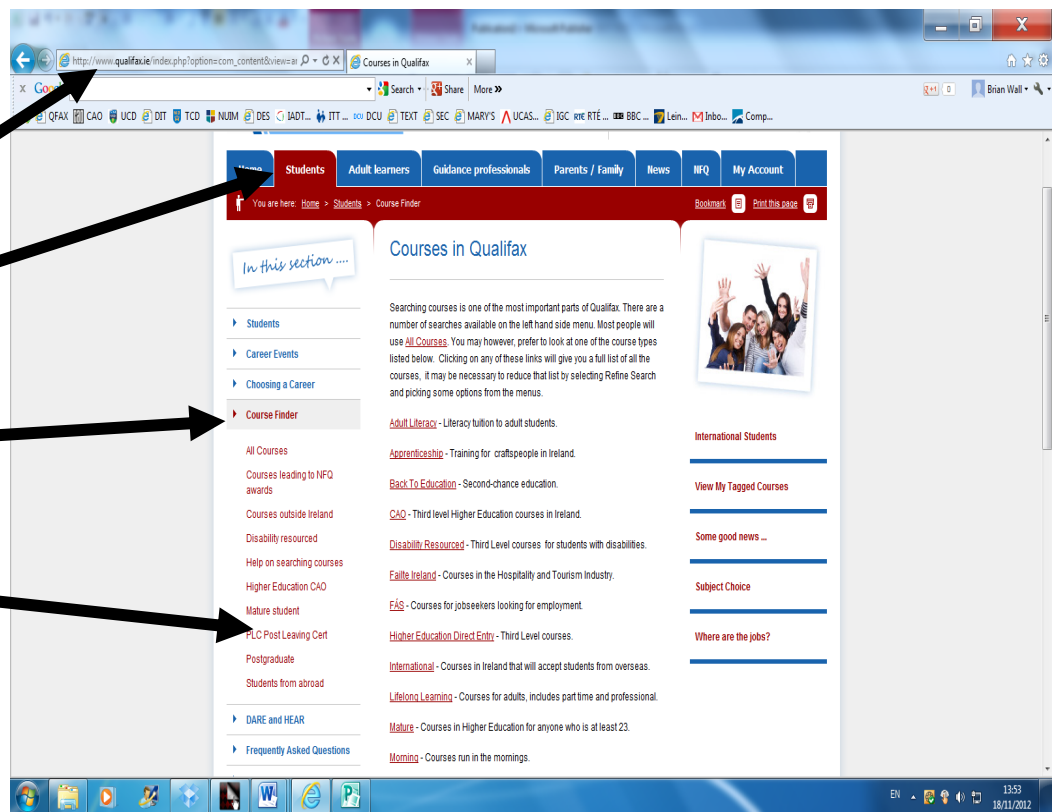 http://www.qualifax.ie/index.php?option=com_content&view=ai
Courses in Qualifax
x Search Share More »
Brian Wall
QFAX CAO UCD DIT TCD NUIM DES IADT... ITT ... DCU TEXT SEC MARY'S UCAS... IGC RTÉ ... BBC ... Lein... Inbo... Comp...
Home Students Adult learners Guidance professionals Parents / Family News NFQ My Account
You are here: Home > Students > Course Finder Bookmark Print this page
In this section ....
Students
Career Events
Choosing a Career
Course Finder
All Courses
Courses leading to NFQ
awards
Courses outside Ireland
Disability resourced
Help on searching courses
Higher Education CAO
Mature student
PLC Post Leaving Cert
Postgraduate
Students from abroad
DARE and HEAR
Frequently Asked Questions
Courses in Qualifax
Searching courses is one of the most important parts of Qualifax. There are a
number of searches available on the left hand side menu. Most people will
use All Courses. You may however, prefer to look at one of the course types
listed below. Clicking on any of these links will give you a full list of all the
courses, it may be necessary to reduce that list by selecting Refine Search
and picking some options from the menus.
Adult Literacy - Literacy tuition to adult students.
Apprenticeship - Training for craftspeople in Ireland.
Back To Education - Second-chance education.
CAO - Third level Higher Education courses in Ireland.
Disability Resourced - Third Level courses for students with disabilities.
Failte Ireland - Courses in the Hospitality and Tourism Industry.
FÁS - Courses for jobseekers looking for employment.
Higher Education Direct Entry - Third Level courses.
International - Courses in Ireland that will accept students from overseas.
Lifelong Learning - Courses for adults, includes part time and professional.
Mature - Courses in Higher Education for anyone who is at least 23.
Morning - Courses run in the mornings.
International Students
View My Tagged Courses
Some good news ...
Subject Choice
Where are the jobs?
EN
13:53
18/11/2012